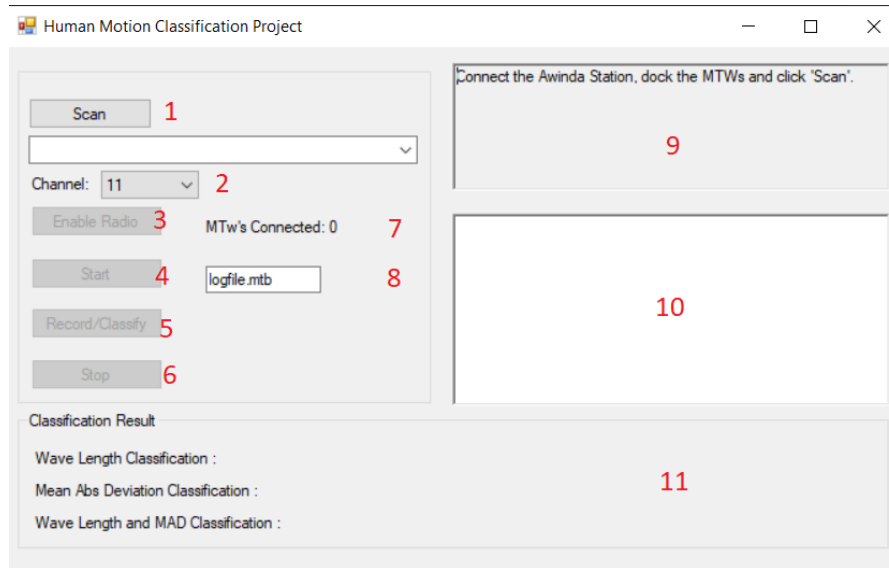 Human Motion Classification Project
Scan 1
Channel: 11 2
Enable Radio 3
MTw's Connected: 0 7
Start 4
logfile.mtb 8
Record/Classify 5
Stop 6
Connect the Awinda Station, dock the MTWs and click 'Scan'.
9
10
Classification Result
Wave Length Classification :
Mean Abs Deviation Classification :
Wave Length and MAD Classification :
11